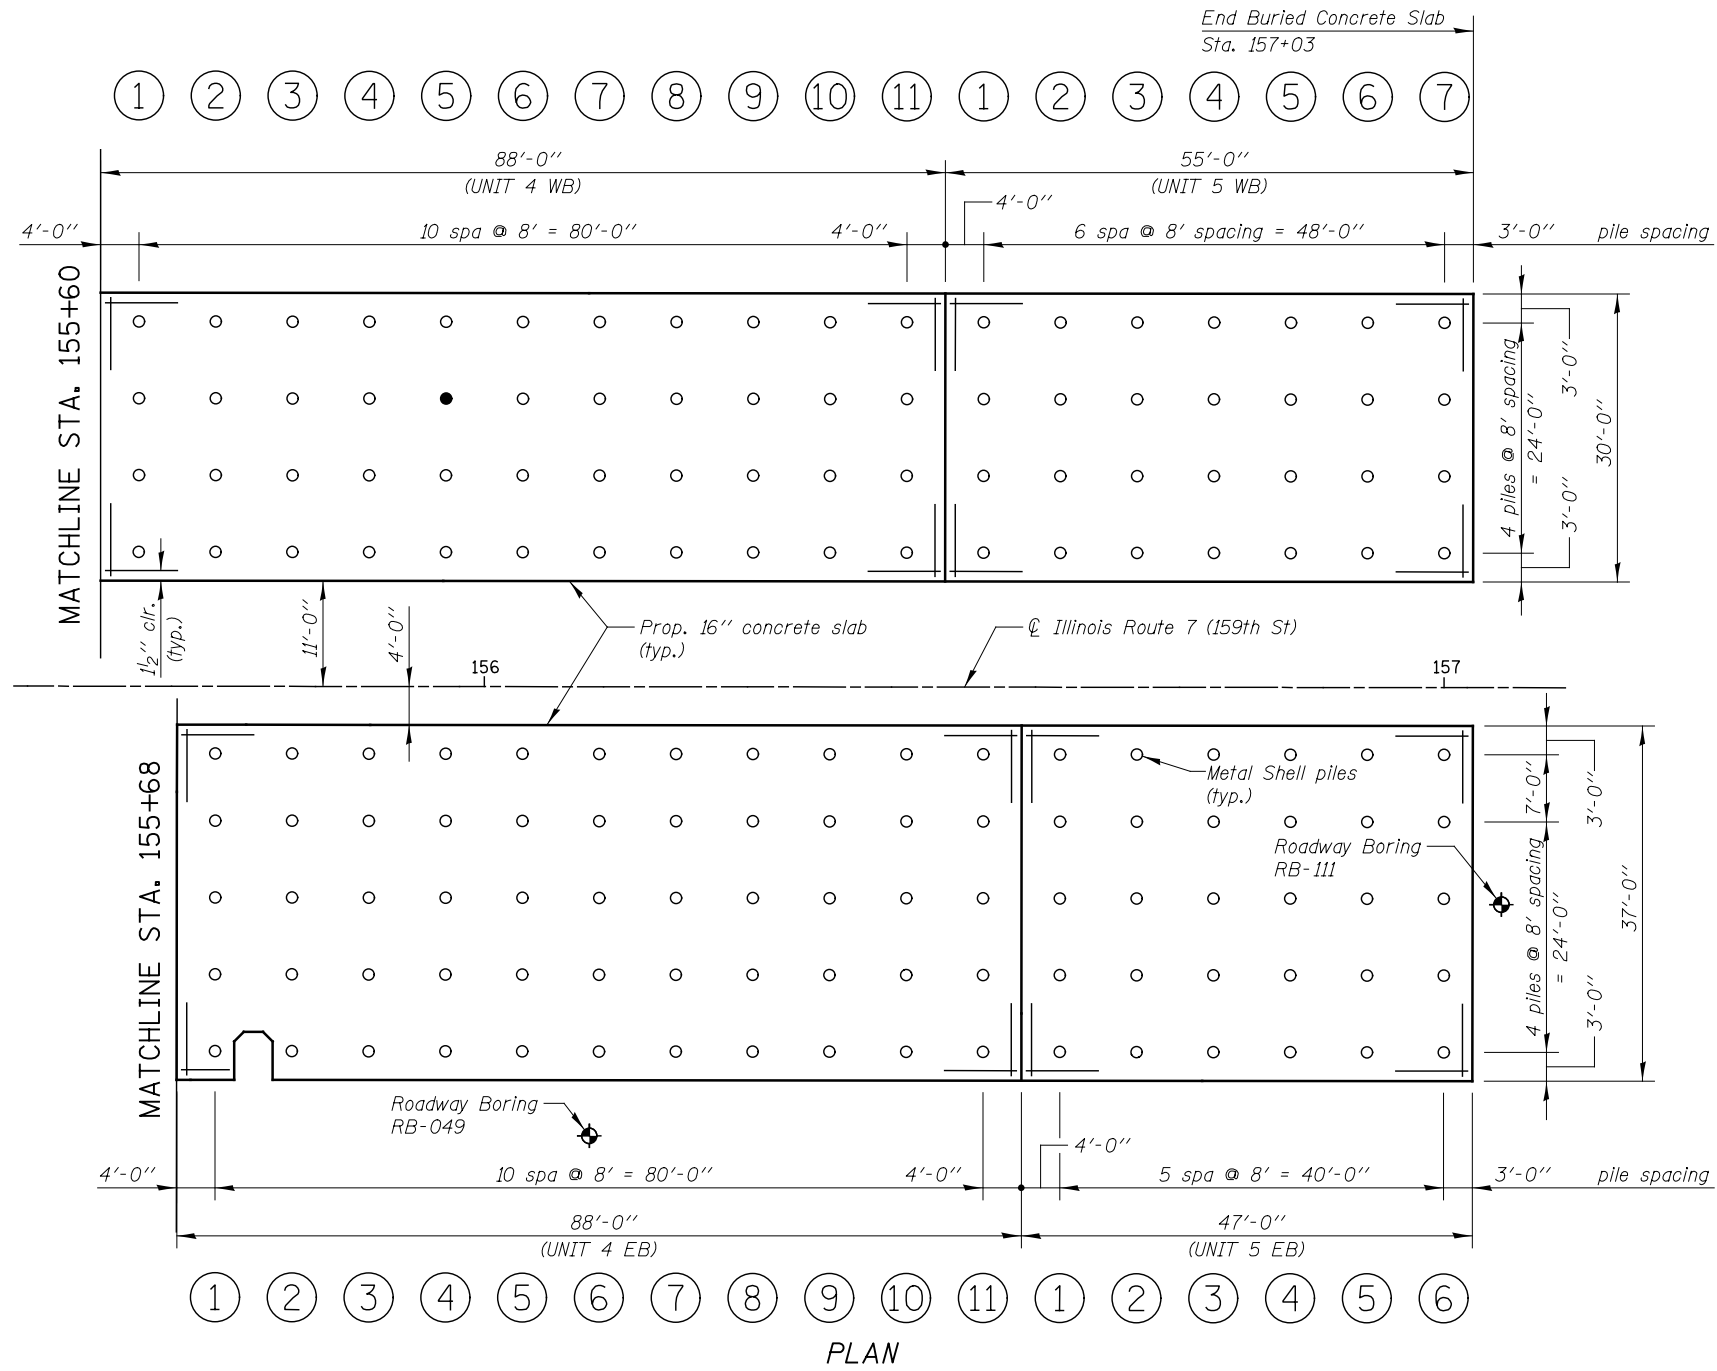 End Buried Concrete Slab
Sta. 157+03
1 2 3 4 5 6 7 8 9 10 11 1 2 3 4 5 6 7
88'-0" 55'-0"
(UNIT 4 WB) (UNIT 5 WB)
4'-0"
4'-0" 10 spa @ 8' = 80'-0" 4'-0" 6 spa @ 8' spacing = 48'-0" 3'-0" pile spacing
MATCHLINE STA. 155+60
3'-0"
4 piles @ 8' spacing
= 24'-0"
30'-0"
3'-0"
1½" clr.
(typ.)
11'-0"
4'-0"
Prop. 16" concrete slab
(typ.)
℄ Illinois Route 7 (159th St)
156 157
MATCHLINE STA. 155+68
Metal Shell piles
(typ.)
7'-0"
3'-0"
Roadway Boring
RB-111
4 piles @ 8' spacing
= 24'-0"
37'-0"
3'-0"
Roadway Boring
RB-049
4'-0"
4'-0" 10 spa @ 8' = 80'-0" 4'-0" 5 spa @ 8' = 40'-0" 3'-0" pile spacing
88'-0" 47'-0"
(UNIT 4 EB) (UNIT 5 EB)
1 2 3 4 5 6 7 8 9 10 11 1 2 3 4 5 6
PLAN